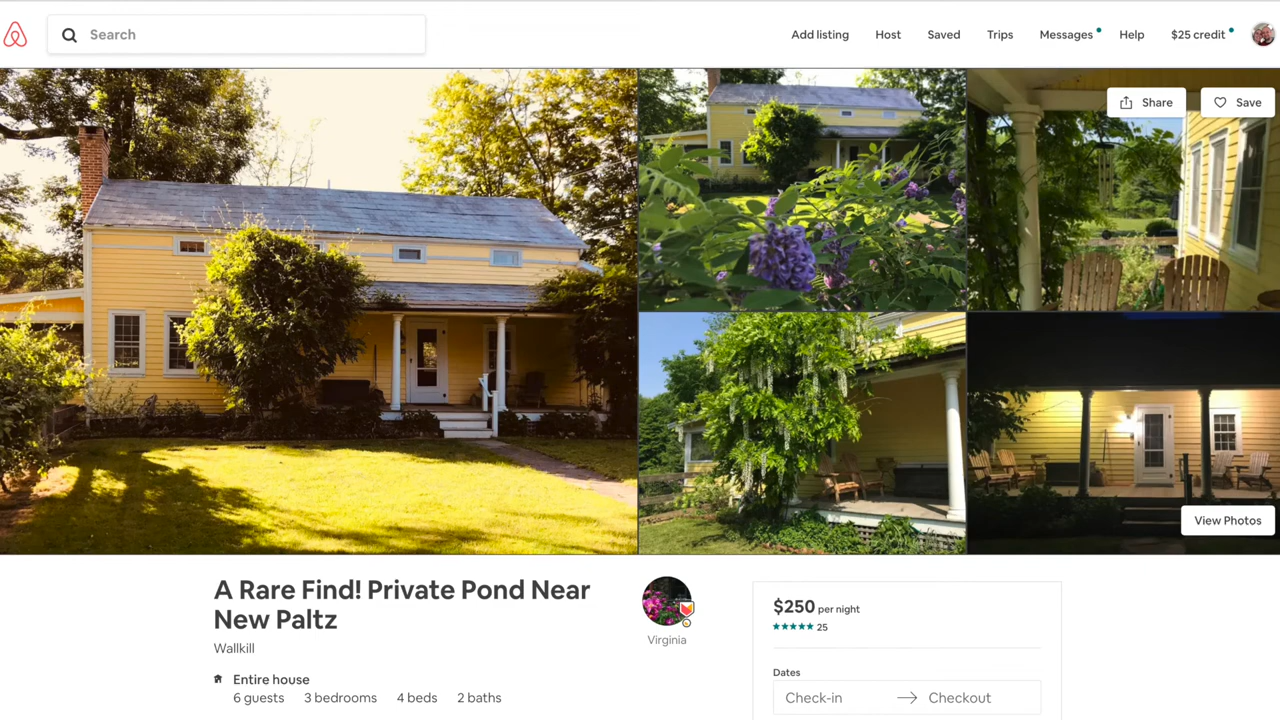 Search
Add listing Host Saved Trips Messages Help $25 credit
Share Save
View Photos
A Rare Find! Private Pond Near
New Paltz
Wallkill
Entire house
6 guests 3 bedrooms 4 beds 2 baths
Virginia
$250 per night
25
Dates
Check-in Checkout